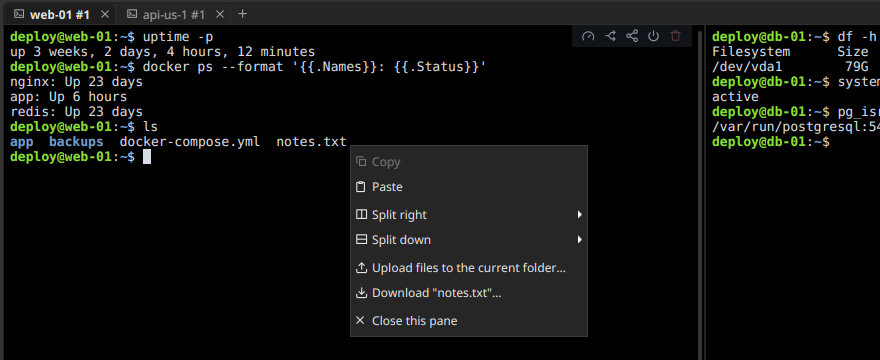 web-01 #1
api-us-1 #1
deploy@web-01:~$ uptime -p
up 3 weeks, 2 days, 4 hours, 12 minutes
deploy@web-01:~$ docker ps --format '{{.Names}}: {{.Status}}'
nginx: Up 23 days
app: Up 6 hours
redis: Up 23 days
deploy@web-01:~$ ls
app  backups  docker-compose.yml  notes.txt
deploy@web-01:~$
Copy
Paste
Split right
Split down
Upload files to the current folder...
Download "notes.txt"...
Close this pane
deploy@db-01:~$ df -h
Filesystem      Size
/dev/vda1        79G
deploy@db-01:~$ system
active
deploy@db-01:~$ pg_isr
/var/run/postgresql:54
deploy@db-01:~$